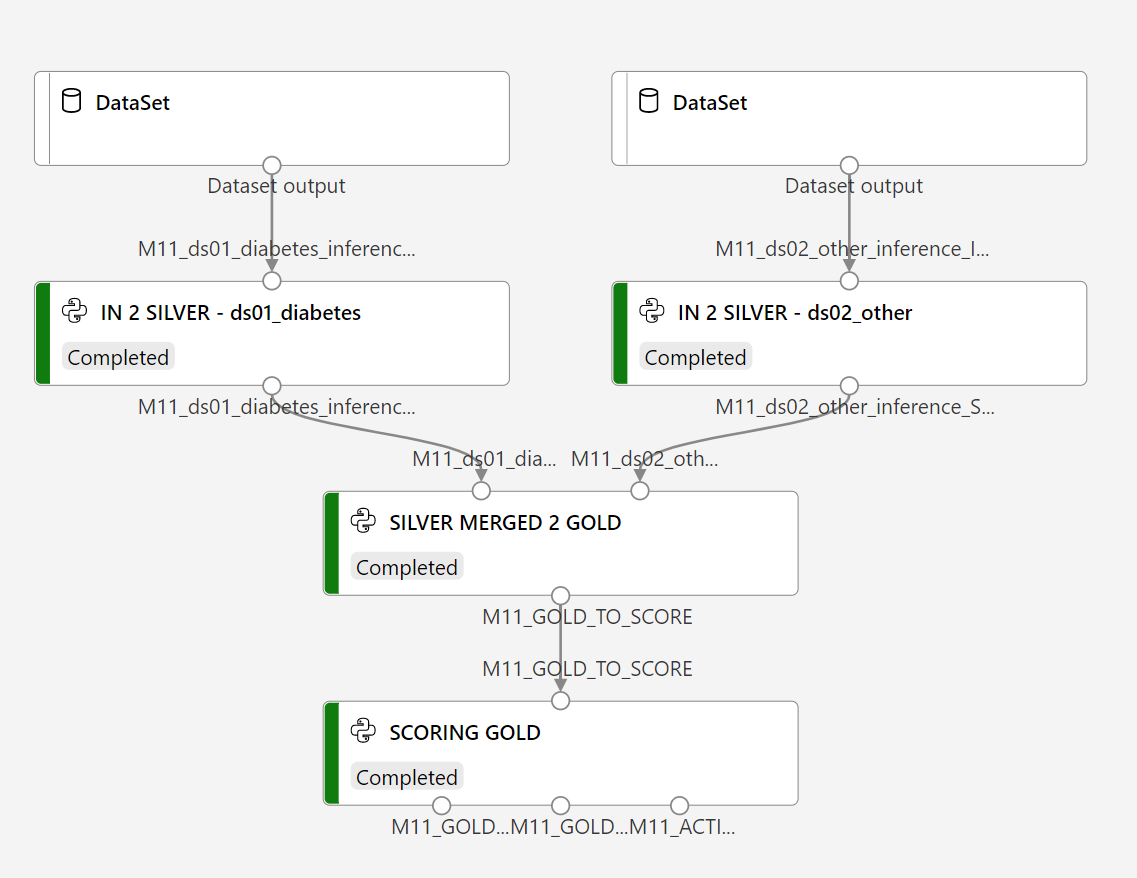 DataSet
DataSet
Dataset output
Dataset output
M11_ds01_diabetes_inferenc...
M11_ds02_other_inference_I...
IN 2 SILVER - ds01_diabetes
IN 2 SILVER - ds02_other
Completed
Completed
M11_ds01_diabetes_inferenc...
M11_ds02_other_inference_S...
M11_ds01_dia...
M11_ds02_oth...
SILVER MERGED 2 GOLD
Completed
M11_GOLD_TO_SCORE
M11_GOLD_TO_SCORE
SCORING GOLD
Completed
M11_GOLD...
M11_GOLD...
M11_ACTI...